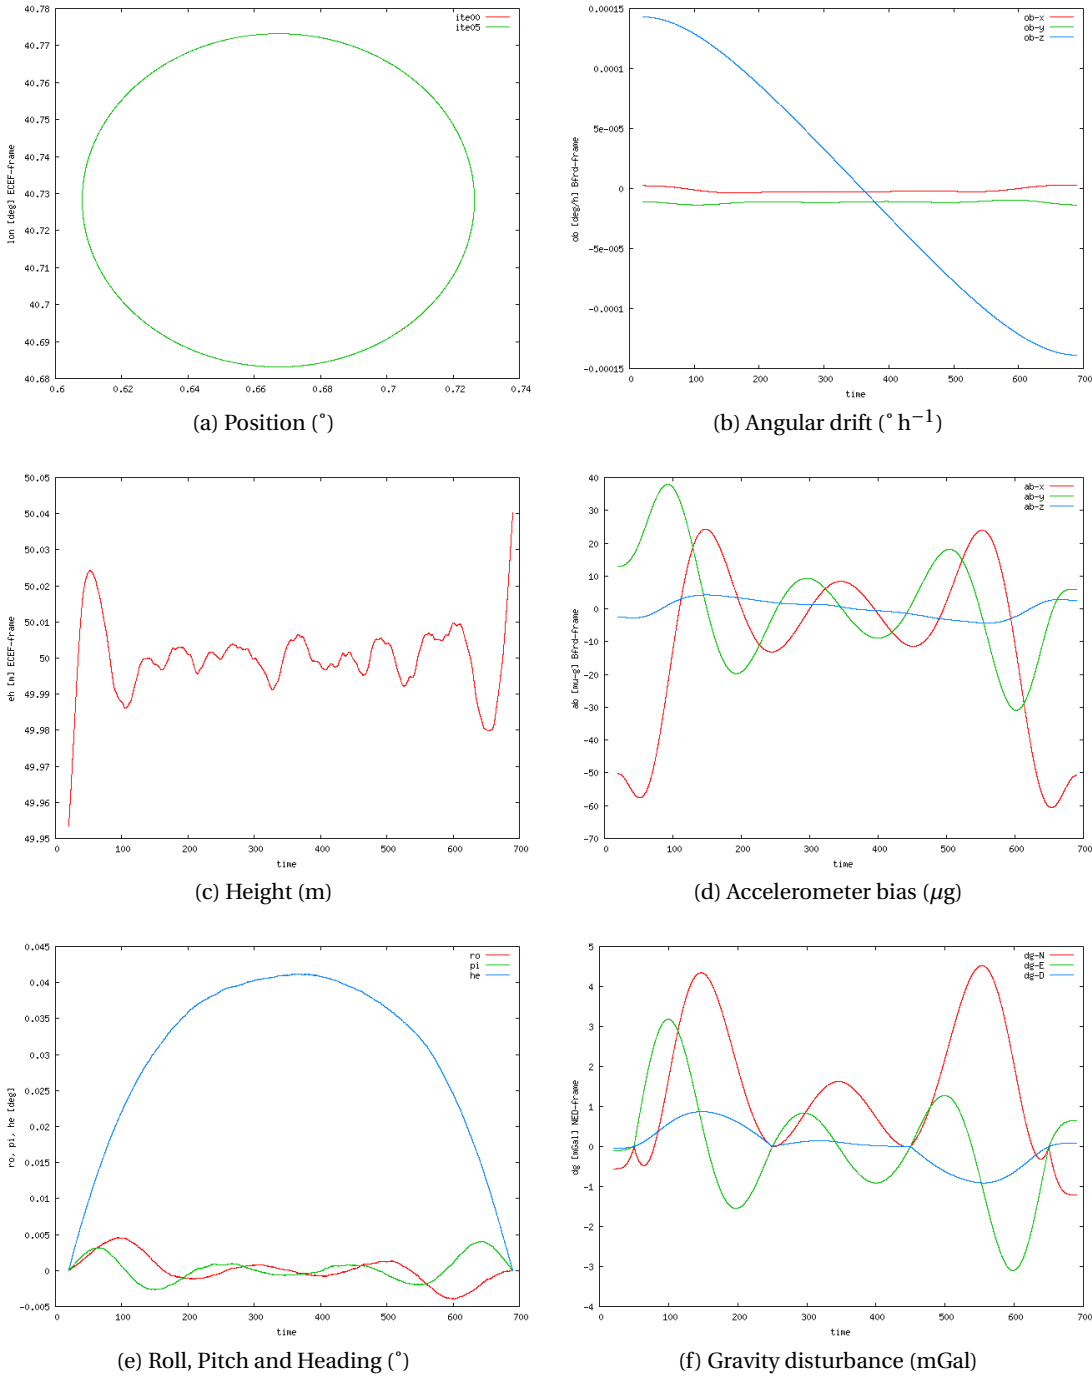 40.78
40.77
40.76
40.75
40.74
40.73
40.72
40.71
40.7
40.69
40.68
0.6 0.62 0.64 0.66 0.68 0.7 0.72 0.74
lon [deg] ECEF-frame
ite00
ite05
(a) Position (°)
0.00015
0.0001
5e-005
0
-5e-005
-0.0001
-0.00015
0 100 200 300 400 500 600 700
time
ob [deg/h] Bfrd-frame
ob-x
ob-y
ob-z
(b) Angular drift (° h−1)
50.05
50.04
50.03
50.02
50.01
50
49.99
49.98
49.97
49.96
49.95
0 100 200 300 400 500 600 700
time
eh [m] ECEF-frame
(c) Height (m)
40
30
20
10
0
-10
-20
-30
-40
-50
-60
-70
0 100 200 300 400 500 600 700
time
ab [mu-g] Bfrd-frame
ab-x
ab-y
ab-z
(d) Accelerometer bias (μg)
0.045
0.04
0.035
0.03
0.025
0.02
0.015
0.01
0.005
0
-0.005
0 100 200 300 400 500 600 700
time
ro, pi, he [deg]
ro
pi
he
(e) Roll, Pitch and Heading (°)
5
4
3
2
1
0
-1
-2
-3
-4
0 100 200 300 400 500 600 700
time
dg [mGal] NED-frame
dg-N
dg-E
dg-D
(f) Gravity disturbance (mGal)